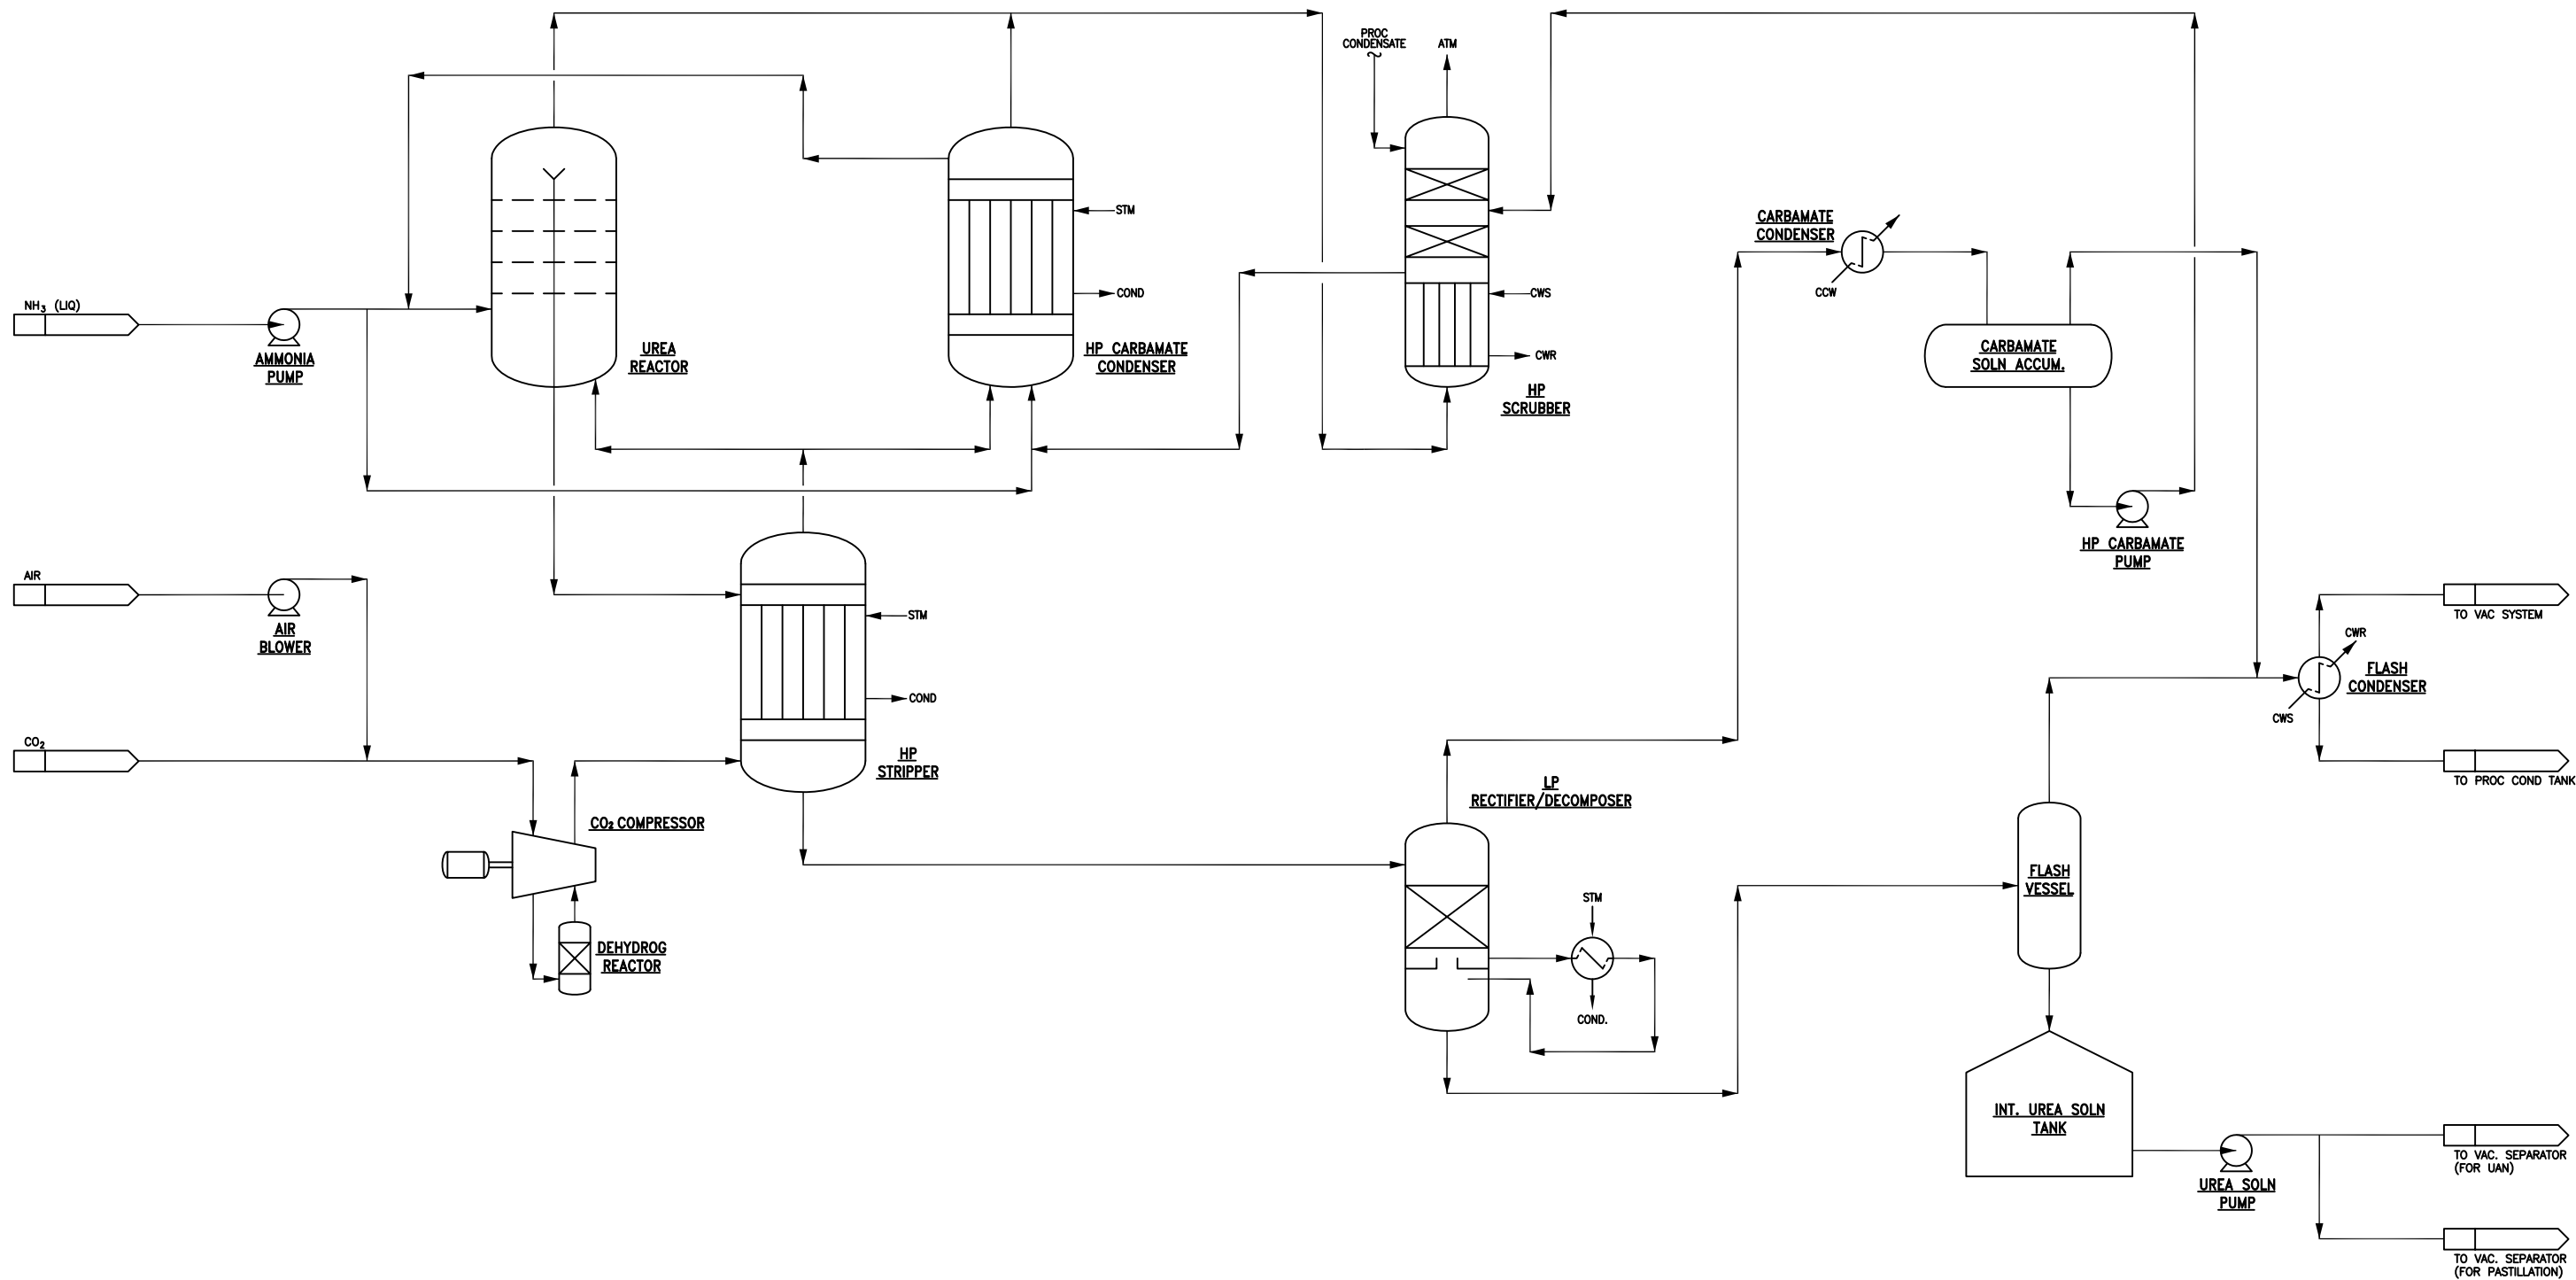 PROC
CONDENSATE
ATM
STM
COND
CWS
CWR
NH₃ (LIQ)
AMMONIA
PUMP
UREA
REACTOR
HP CARBAMATE
CONDENSER
HP
SCRUBBER
CARBAMATE
CONDENSER
CCW
CARBAMATE
SOLN ACCUM.
HP CARBAMATE
PUMP
AIR
AIR
BLOWER
STM
COND
HP
STRIPPER
CO₂
CO₂ COMPRESSOR
DEHYDROG
REACTOR
LP
RECTIFIER/DECOMPOSER
STM
COND.
TO VAC SYSTEM
CWR
FLASH
CONDENSER
CWS
TO PROC COND TANK
FLASH
VESSEL
INT. UREA SOLN
TANK
UREA SOLN
PUMP
TO VAC. SEPARATOR
(FOR UAN)
TO VAC. SEPARATOR
(FOR PASTILLATION)